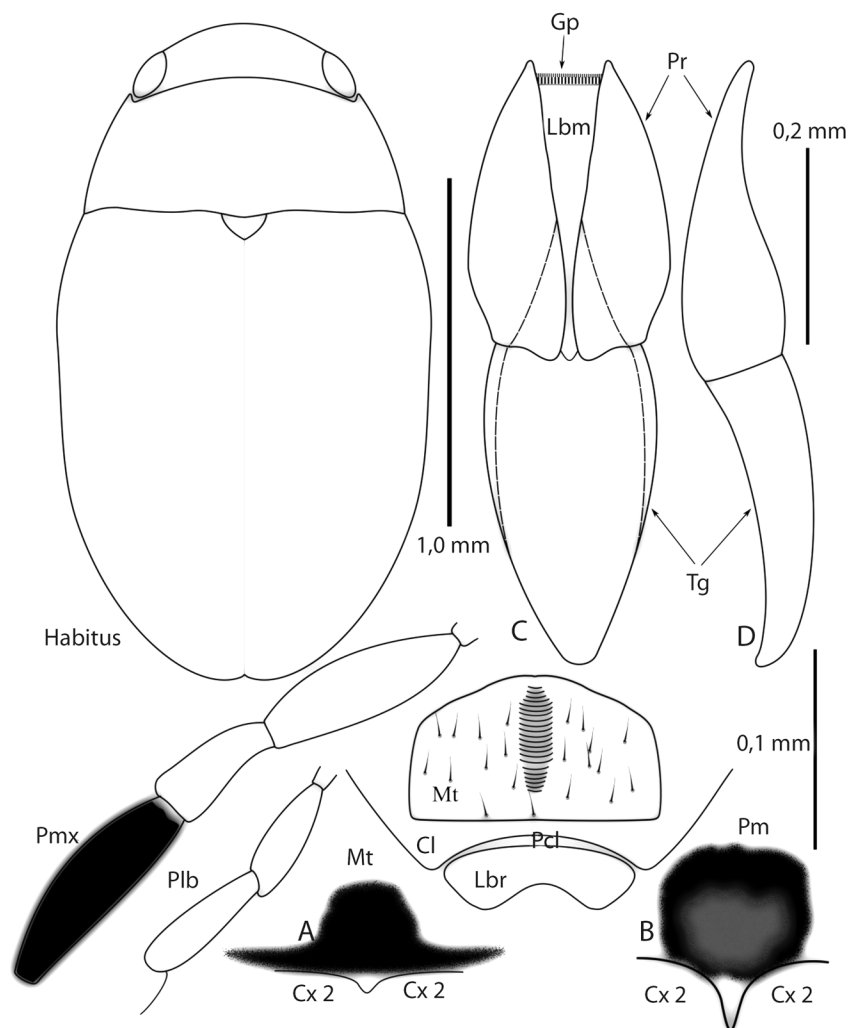 Gp
Pr
Lbm
0,2 mm
1,0 mm
Tg
Habitus
C
D
0,1 mm
Mt
Pmx
Cl
Pcl
Pm
Plb
Mt
Lbr
A
B
Cx 2
Cx 2
Cx 2
Cx 2